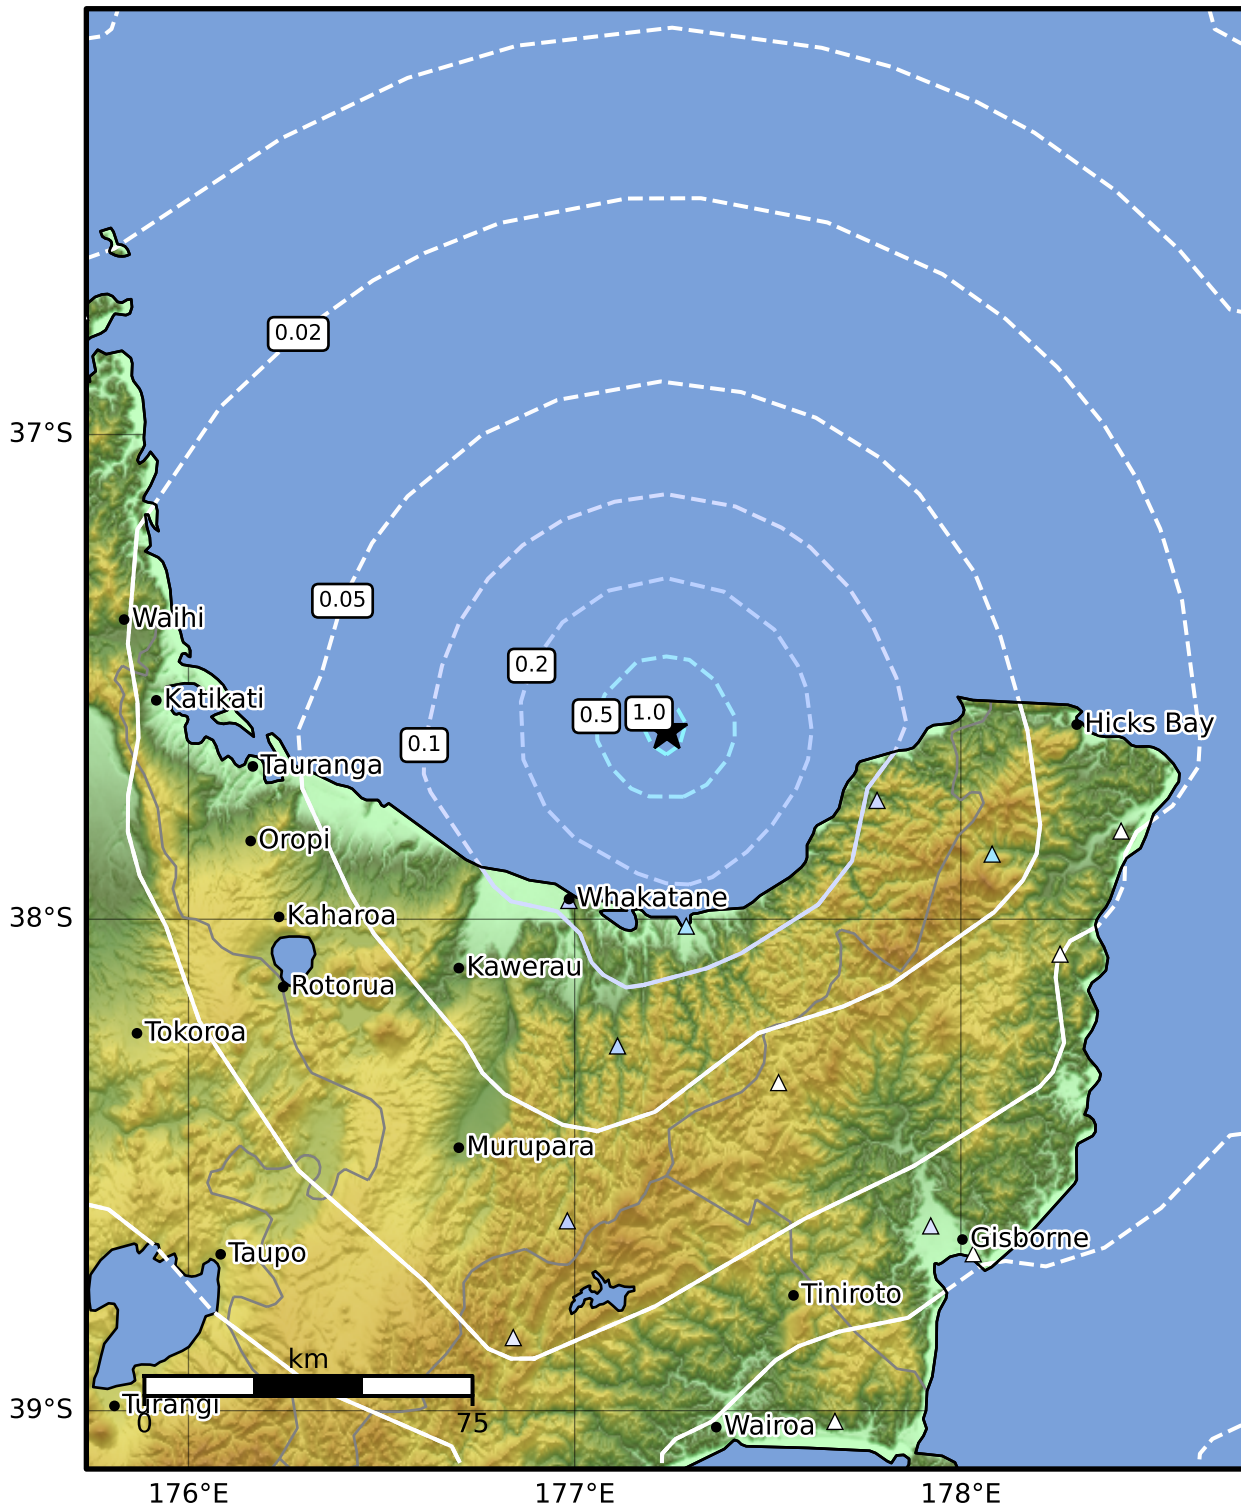 0.02
37°S
0.05
Waihi
0.2
Katikati
0.5
1.0
Hicks Bay
0.1
Tauranga
Oropi
Whakatane
Kaharoa
38°S
Kawerau
Rotorua
Tokoroa
Murupara
Gisborne
Taupo
Tiniroto
km
Turangi
39°S
0
75
Wairoa
176°E
177°E
178°E